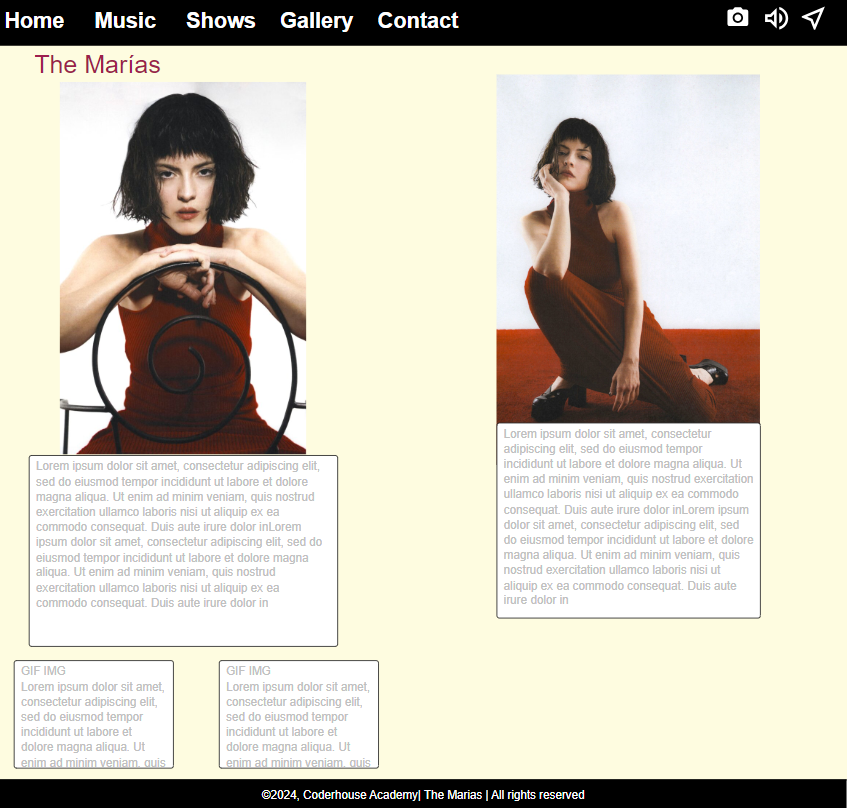 Home Music Shows Gallery Contact
The Marías
Lorem ipsum dolor sit amet, consectetur adipiscing elit,
sed do eiusmod tempor incididunt ut labore et dolore
magna aliqua. Ut enim ad minim veniam, quis nostrud
exercitation ullamco laboris nisi ut aliquip ex ea
commodo consequat. Duis aute irure dolor inLorem
ipsum dolor sit amet, consectetur adipiscing elit, sed do
eiusmod tempor incididunt ut labore et dolore magna
aliqua. Ut enim ad minim veniam, quis nostrud
exercitation ullamco laboris nisi ut aliquip ex ea
commodo consequat. Duis aute irure dolor in
Lorem ipsum dolor sit amet, consectetur
adipiscing elit, sed do eiusmod tempor
incididunt ut labore et dolore magna aliqua. Ut
enim ad minim veniam, quis nostrud exercitation
ullamco laboris nisi ut aliquip ex ea commodo
consequat. Duis aute irure dolor inLorem ipsum
dolor sit amet, consectetur adipiscing elit, sed
do eiusmod tempor incididunt ut labore et dolore
magna aliqua. Ut enim ad minim veniam, quis
nostrud exercitation ullamco laboris nisi ut
aliquip ex ea commodo consequat. Duis aute
irure dolor in
GIF IMG
Lorem ipsum dolor sit amet,
consectetur adipiscing elit,
sed do eiusmod tempor
incididunt ut labore et
dolore magna aliqua. Ut
enim ad minim veniam, quis
GIF IMG
Lorem ipsum dolor sit amet,
consectetur adipiscing elit,
sed do eiusmod tempor
incididunt ut labore et
dolore magna aliqua. Ut
enim ad minim veniam, quis
©2024, Coderhouse Academy| The Marias | All rights reserved